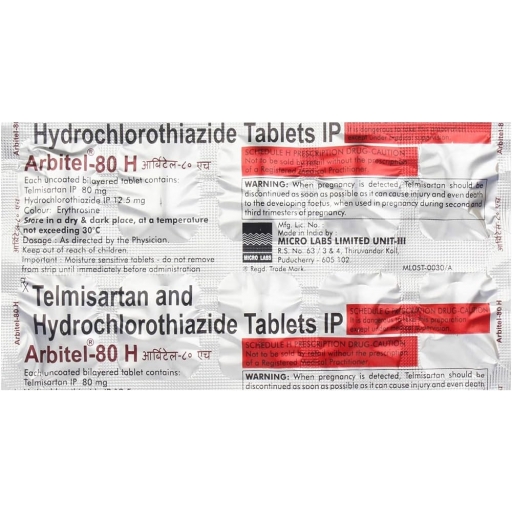 Hydrochlorothiazide Tablets IP
Arbitel-80 H आर्बिटेल-८० एच
Each uncoated bilayered tablet contains:
Telmisartan IP 80 mg
Hydrochlorothiazide IP 12.5 mg
Colour: Erythrosine
Store in a dry & dark place, at a temperature
not exceeding 30°C
Dosage : As directed by the Physician.
Keep out of reach of children.
Important : Moisture sensitive tablets - do not remove
from strip until immediately before administration
SCHEDULE H PRESCRIPTION DRUG-CAUTION
Not to be sold by retail without the prescription
of a Registered Medical Practitioner.
WARNING: When pregnancy is detected, Telmisartan should be
discontinued as soon as possible as it can cause injury and even death
to the developing foetus, when used in pregnancy during second and
third trimesters of pregnancy.
Mfg. Lic. No.
Made in India by
MICRO LABS LIMITED UNIT-III
R.S. No. 63 / 3 & 4, Thiruvandar Koil,
Puducherry - 605 102
MICRO LABS
® Regd. Trade Mark
ML05T-0030/A
Rx
Telmisartan and
Hydrochlorothiazide Tablets IP
Arbitel-80 H आर्बिटेल-८० एच
Each uncoated bilayered tablet contains:
Telmisartan IP 80 mg
SCHEDULE H PRESCRIPTION DRUG-CAUTION
Not to be sold by retail without the prescription
of a Registered Medical Practitioner.
WARNING: When pregnancy is detected, Telmisartan should be
discontinued as soon as possible as it can cause injury and even death